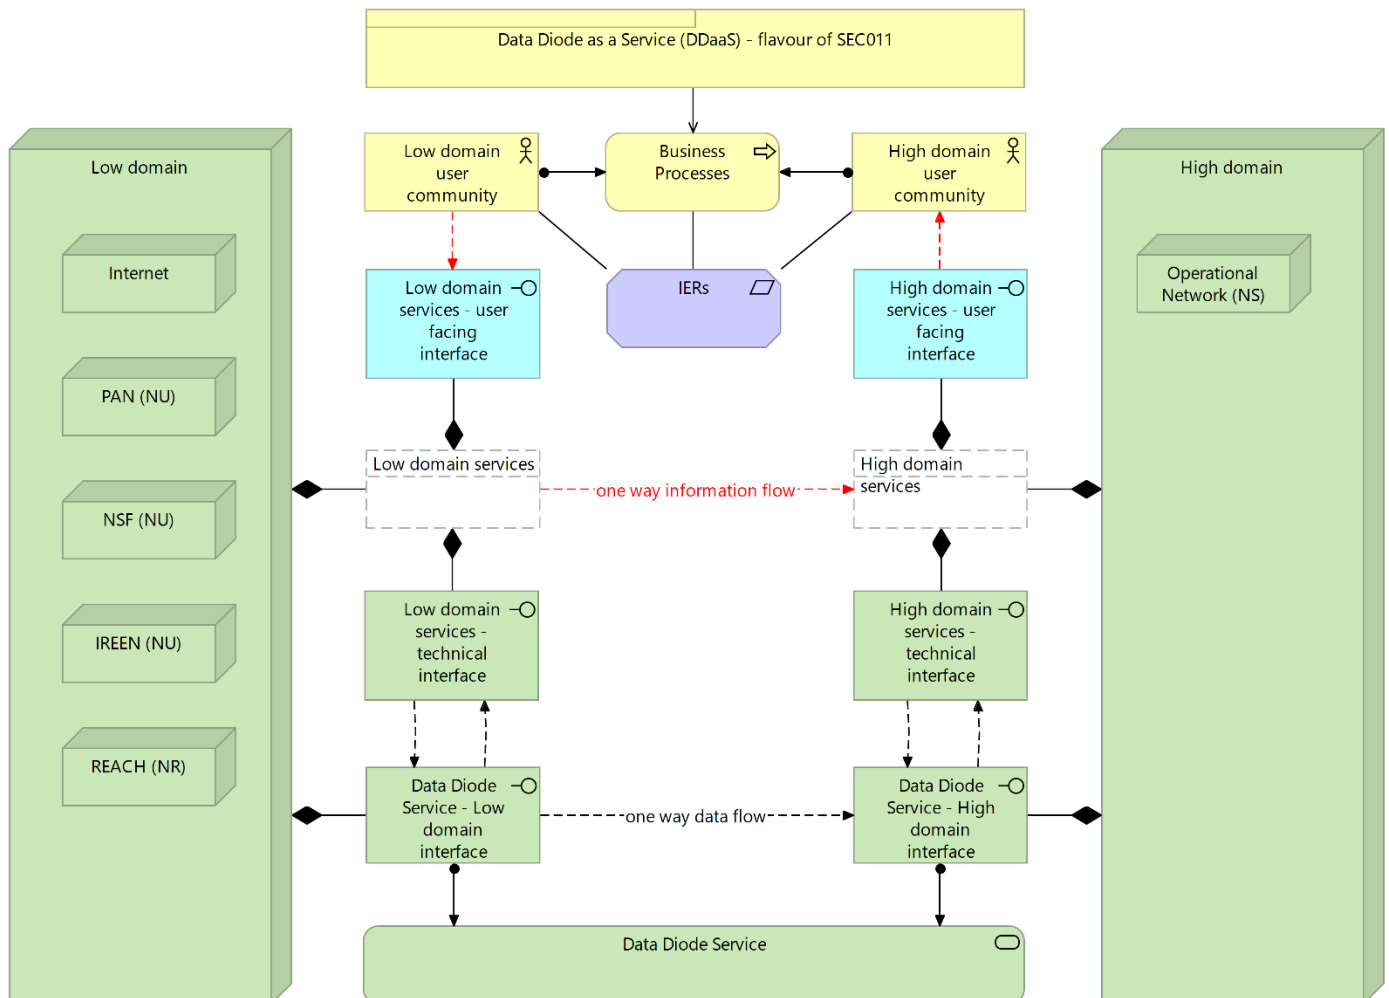 Data Diode as a Service (DDaaS) - flavour of SEC011
Low domain
Internet
PAN (NU)
NSF (NU)
IREEN (NU)
REACH (NR)
Low domain
user
community
Business
Processes
High domain
user
community
Low domain
services - user
facing
interface
IERs
High domain
services - user
facing
interface
Low domain services
one way information flow
High domain
services
Low domain
services -
technical
interface
High domain
services -
technical
interface
Data Diode
Service - Low
domain
interface
one way data flow
Data Diode
Service - High
domain
interface
Data Diode Service
High domain
Operational
Network (NS)